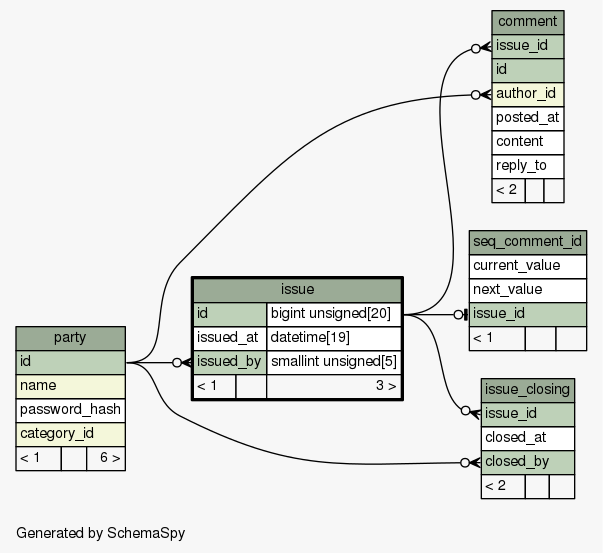 comment
issue_id
id
author_id
posted_at
content
reply_to
< 2
seq_comment_id
current_value
next_value
issue_id
< 1
issue
id bigint unsigned[20]
issued_at datetime[19]
issued_by smallint unsigned[5]
< 1 3 >
party
id
name
password_hash
category_id
< 1 6 >
issue_closing
issue_id
closed_at
closed_by
< 2
Generated by SchemaSpy